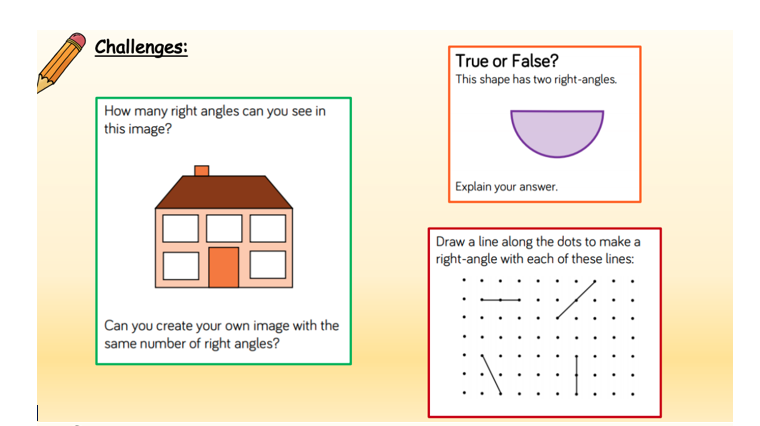 Challenges:
How many right angles can you see in
this image?
Can you create your own image with the
same number of right angles?
True or False?
This shape has two right-angles.
Explain your answer.
Draw a line along the dots to make a
right-angle with each of these lines: